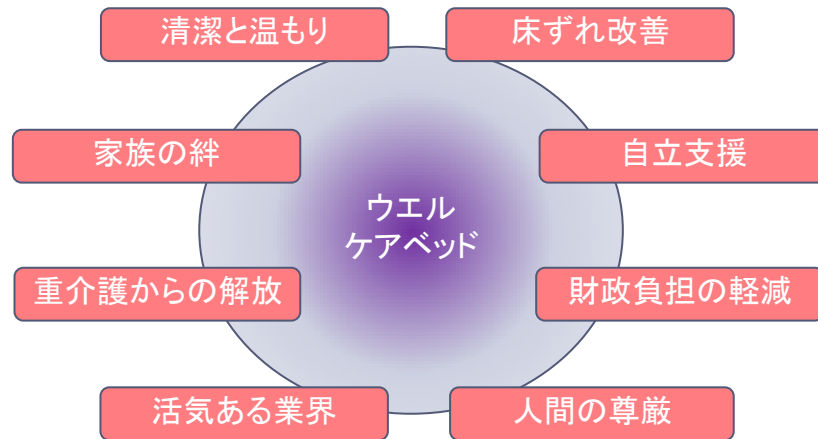 清潔と温もり
床ずれ改善
家族の絆
自立支援
ウエル
ケアベッド
重介護からの解放
財政負担の軽減
活気ある業界
人間の尊厳